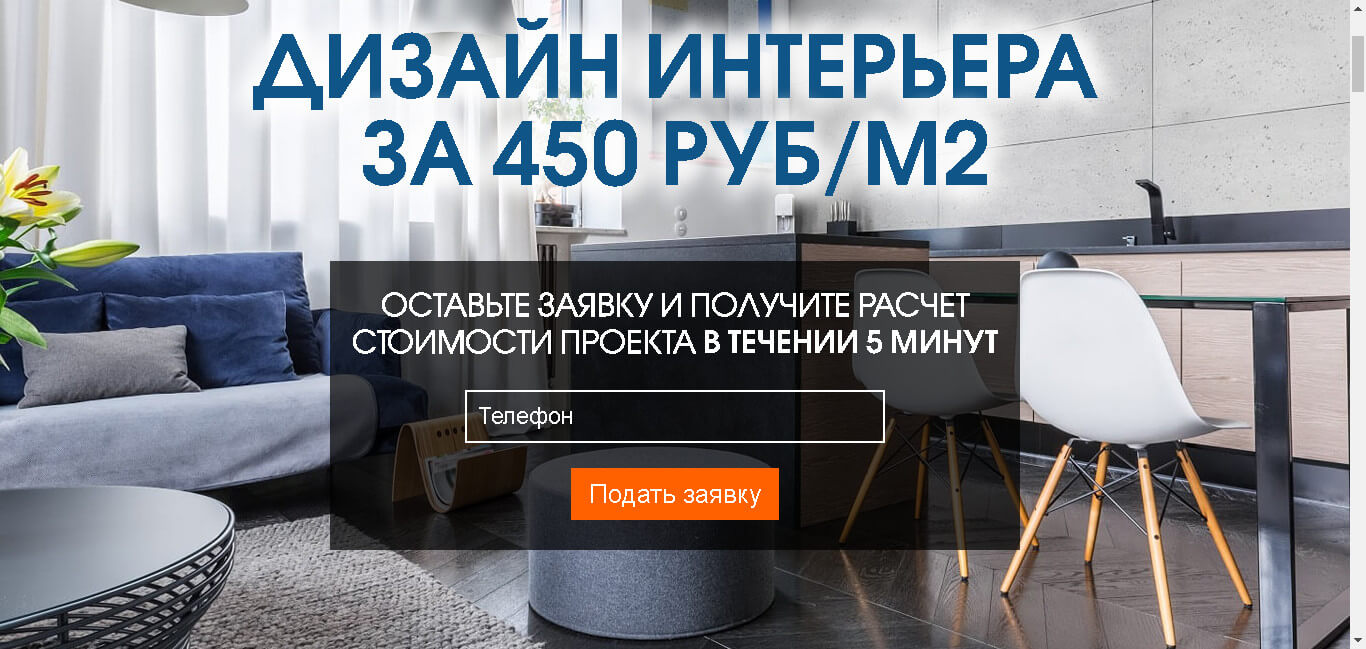 ДИЗАЙН ИНТЕРЬЕРА
ЗА 450 РУБ/М2
ОСТАВЬТЕ ЗАЯВКУ И ПОЛУЧИТЕ РАСЧЕТ
СТОИМОСТИ ПРОЕКТА В ТЕЧЕНИИ 5 МИНУТ
Телефон
Подать заявку